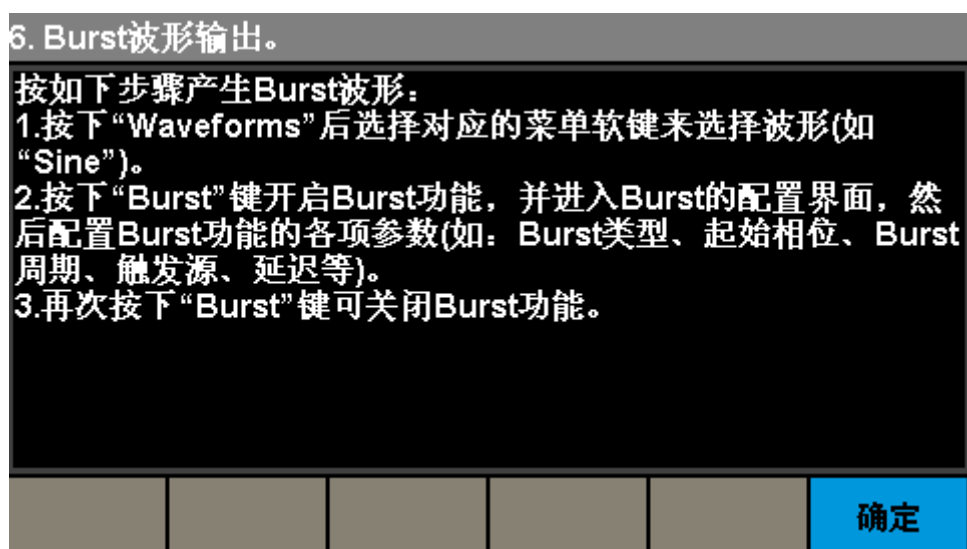 6. Burst波形输出。
按如下步骤产生Burst波形：
1.按下“Waveforms”后选择对应的菜单软键来选择波形(如
“Sine”)。
2.按下“Burst”键开启Burst功能，并进入Burst的配置界面，然
后配置Burst功能的各项参数(如：Burst类型、起始相位、Burst
周期、触发源、延迟等)。
3.再次按下“Burst”键可关闭Burst功能。
确定